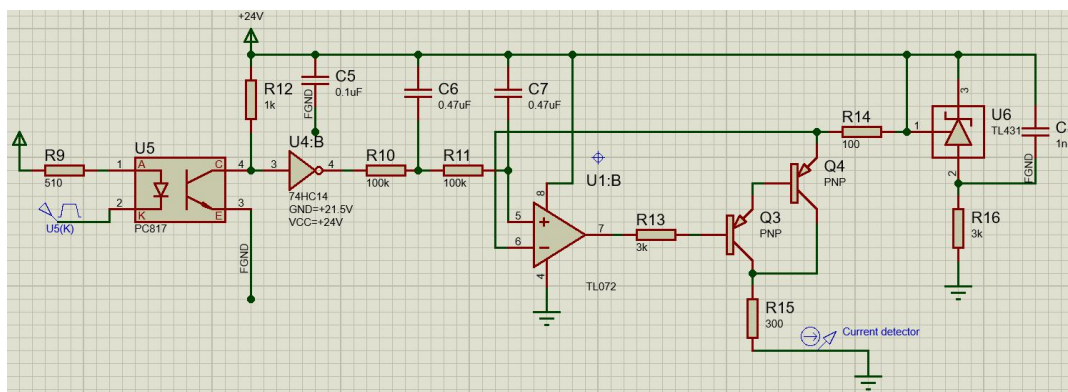 +24V
R12
1k
C5
0.1uF
FGND
C6
0.47uF
C7
0.47uF
R14
100
1
3
U6
TL431
2
C
1n
FGND
R9
510
U5
1
A
C
4
2
K
E
3
PC817
U5(K)
FGND
U4:B
3
4
74HC14
GND=+21.5V
VCC=+24V
R10
100k
R11
100k
U1:B
8
5
6
7
4
TL072
R13
3k
Q4
PNP
Q3
PNP
R16
3k
R15
300
Current detector